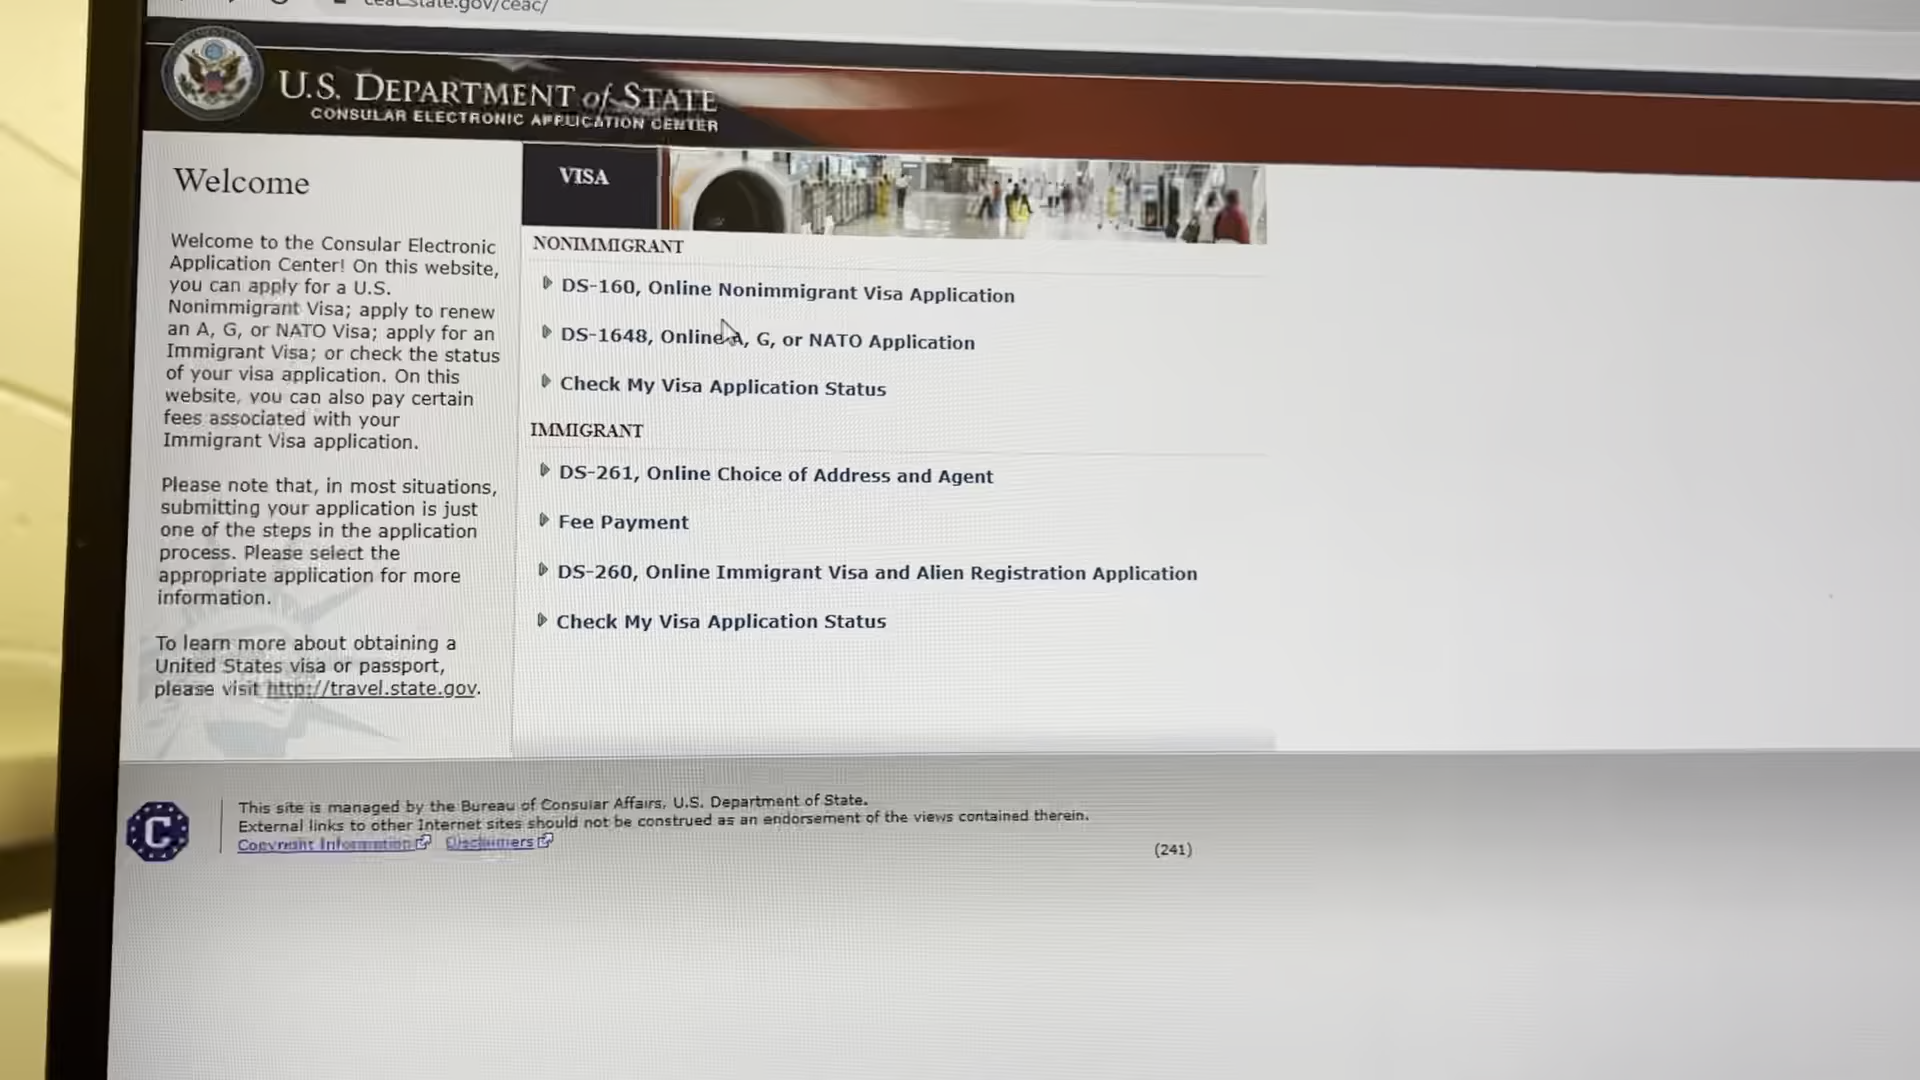 ceac.state.gov/ceac/
U.S. DEPARTMENT of STATE
CONSULAR ELECTRONIC APPLICATION CENTER
Welcome
Welcome to the Consular Electronic
Application Center! On this website,
you can apply for a U.S.
Nonimmigrant Visa; apply to renew
an A, G, or NATO Visa; apply for an
Immigrant Visa; or check the status
of your visa application. On this
website, you can also pay certain
fees associated with your
Immigrant Visa application.
Please note that, in most situations,
submitting your application is just
one of the steps in the application
process. Please select the
appropriate application for more
information.
To learn more about obtaining a
United States visa or passport,
please visit http://travel.state.gov.
VISA
NONIMMIGRANT
DS-160, Online Nonimmigrant Visa Application
DS-1648, Online A, G, or NATO Application
Check My Visa Application Status
IMMIGRANT
DS-261, Online Choice of Address and Agent
Fee Payment
DS-260, Online Immigrant Visa and Alien Registration Application
Check My Visa Application Status
C
This site is managed by the Bureau of Consular Affairs, U.S. Department of State.
External links to other Internet sites should not be construed as an endorsement of the views contained therein.
Copyright Information Disclaimers
(241)